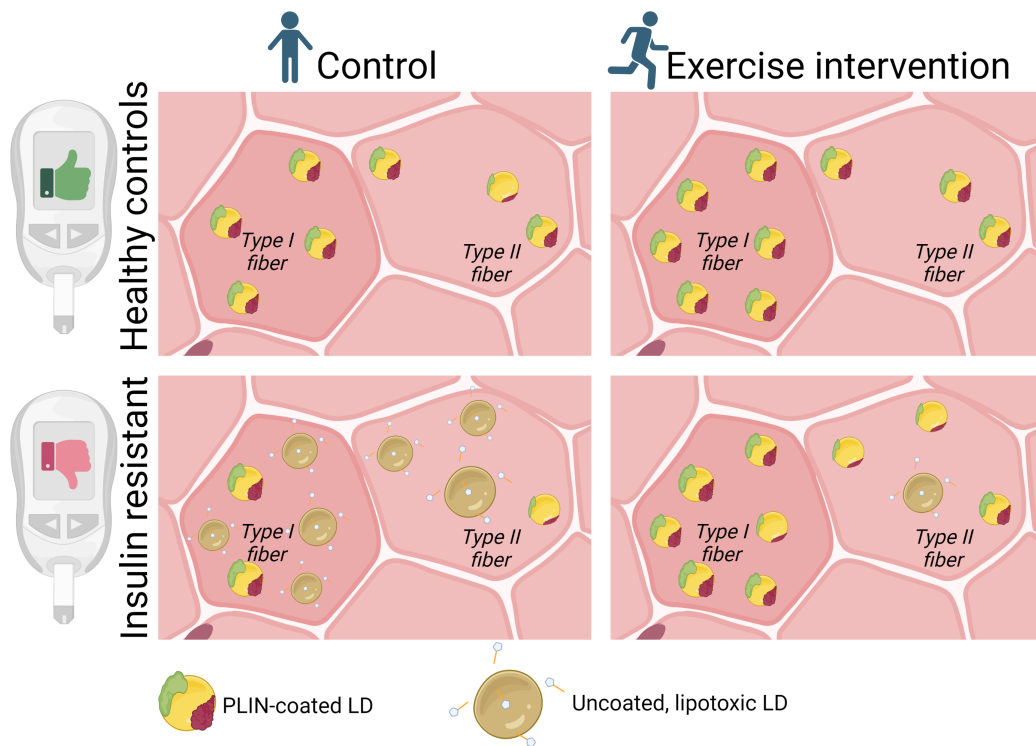 Control
Exercise intervention
Healthy controls
Type I
fiber
Type II
fiber
Type I
fiber
Type II
fiber
Insulin resistant
Type I
fiber
Type II
fiber
Type I
fiber
Type II
fiber
PLIN-coated LD
Uncoated, lipotoxic LD